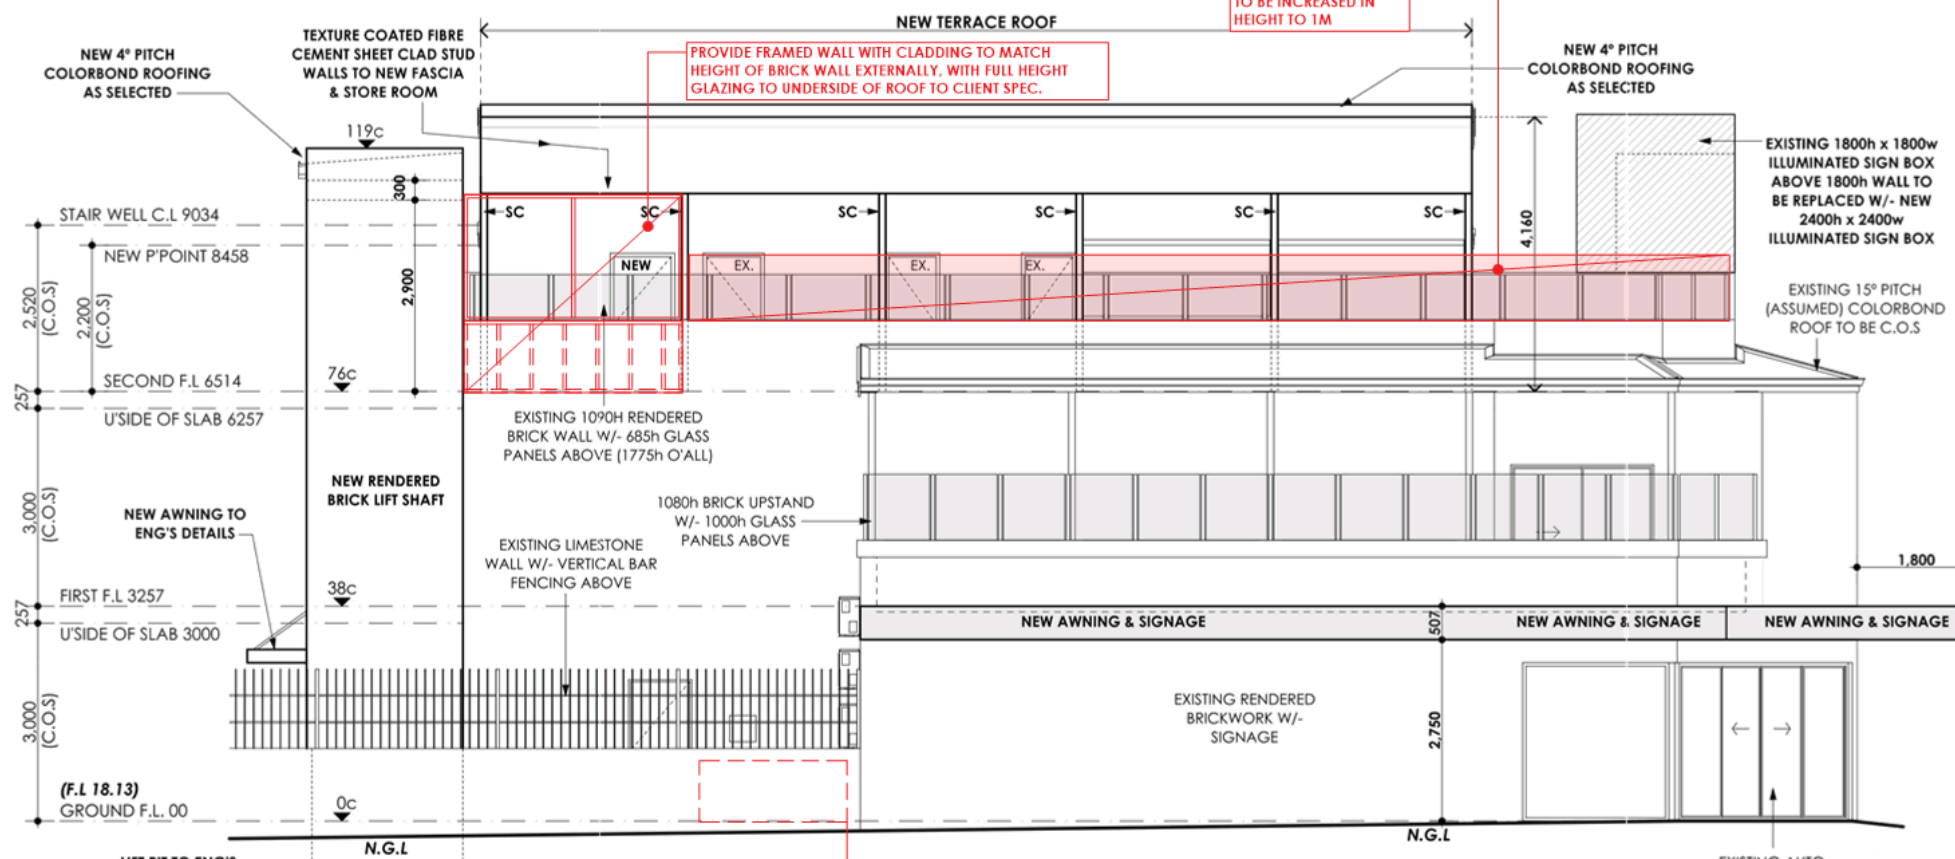 TO BE INCREASED IN
HEIGHT TO 1M
NEW TERRACE ROOF
TEXTURE COATED FIBRE
CEMENT SHEET CLAD STUD
WALLS TO NEW FASCIA
& STORE ROOM
NEW 4° PITCH
COLORBOND ROOFING
AS SELECTED
PROVIDE FRAMED WALL WITH CLADDING TO MATCH
HEIGHT OF BRICK WALL EXTERNALLY, WITH FULL HEIGHT
GLAZING TO UNDERSIDE OF ROOF TO CLIENT SPEC.
NEW 4° PITCH
COLORBOND ROOFING
AS SELECTED
119c
300
EXISTING 1800h x 1800w
ILLUMINATED SIGN BOX
ABOVE 1800h WALL TO
BE REPLACED W/- NEW
2400h x 2400w
ILLUMINATED SIGN BOX
STAIR WELL C.L 9034
SC
SC
SC
SC
SC
SC
4,160
NEW P'POINT 8458
NEW
EX.
EX.
EX.
2,520
(C.O.S)
2,200
(C.O.S)
2,900
EXISTING 15° PITCH
(ASSUMED) COLORBOND
ROOF TO BE C.O.S
SECOND F.L 6514
76c
257
U'SIDE OF SLAB 6257
EXISTING 1090H RENDERED
BRICK WALL W/- 685h GLASS
PANELS ABOVE (1775h O'ALL)
NEW RENDERED
BRICK LIFT SHAFT
3,000
(C.O.S)
NEW AWNING TO
ENG'S DETAILS
1080h BRICK UPSTAND
W/- 1000h GLASS
PANELS ABOVE
EXISTING LIMESTONE
WALL W/- VERTICAL BAR
FENCING ABOVE
1,800
FIRST F.L 3257
38c
257
U'SIDE OF SLAB 3000
NEW AWNING & SIGNAGE
507
NEW AWNING & SIGNAGE
NEW AWNING & SIGNAGE
3,000
(C.O.S)
EXISTING RENDERED
BRICKWORK W/-
SIGNAGE
2,750
(F.L 18.13)
GROUND F.L. 00
0c
N.G.L
N.G.L
LIFT PIT TO ENG'S
EXISTING AUTO